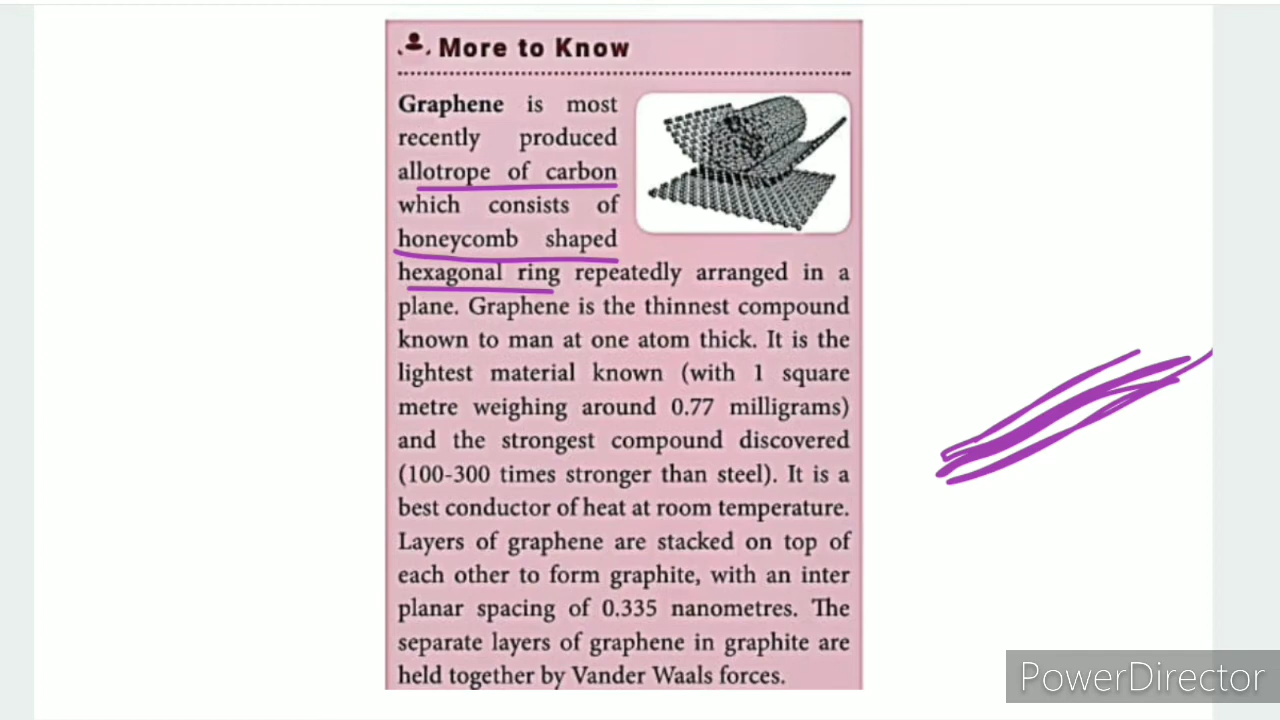 More to Know
Graphene is most
recently produced
allotrope of carbon
which consists of
honeycomb shaped
hexagonal ring repeatedly arranged in a
plane. Graphene is the thinnest compound
known to man at one atom thick. It is the
lightest material known (with 1 square
metre weighing around 0.77 milligrams)
and the strongest compound discovered
(100-300 times stronger than steel). It is a
best conductor of heat at room temperature.
Layers of graphene are stacked on top of
each other to form graphite, with an inter
planar spacing of 0.335 nanometres. The
separate layers of graphene in graphite are
held together by Vander Waals forces.
PowerDirector